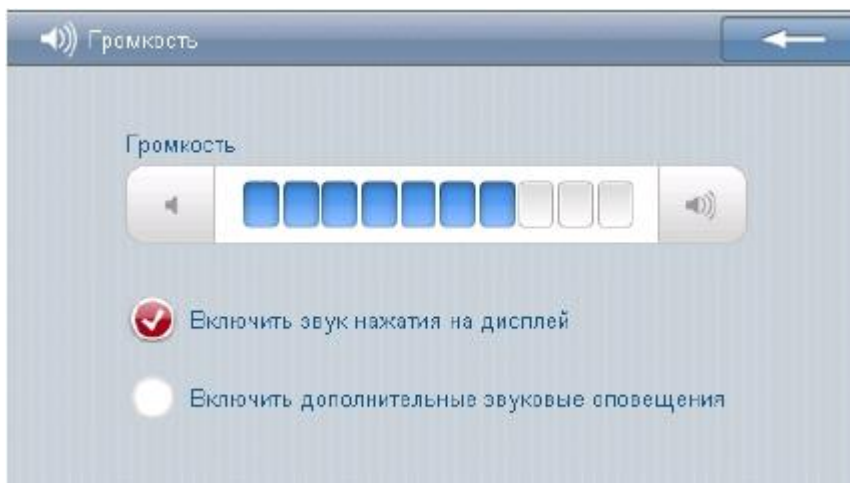 Громкость
Громкость
Включить звук нажатия на дисплей
Включить дополнительные звуковые оповещения